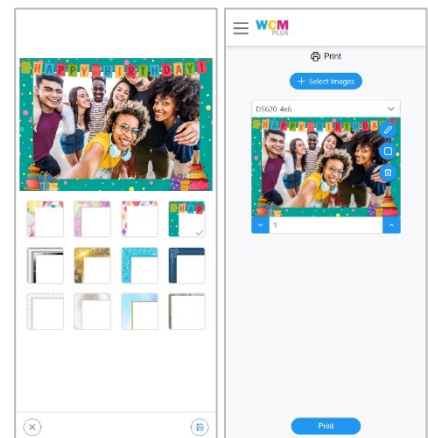 HAPPY BIRTHDAY!
WCM
PLUS
Print
+ Select Images
DS620 4x6
HAPPY BIRTHDAY!
1
Print